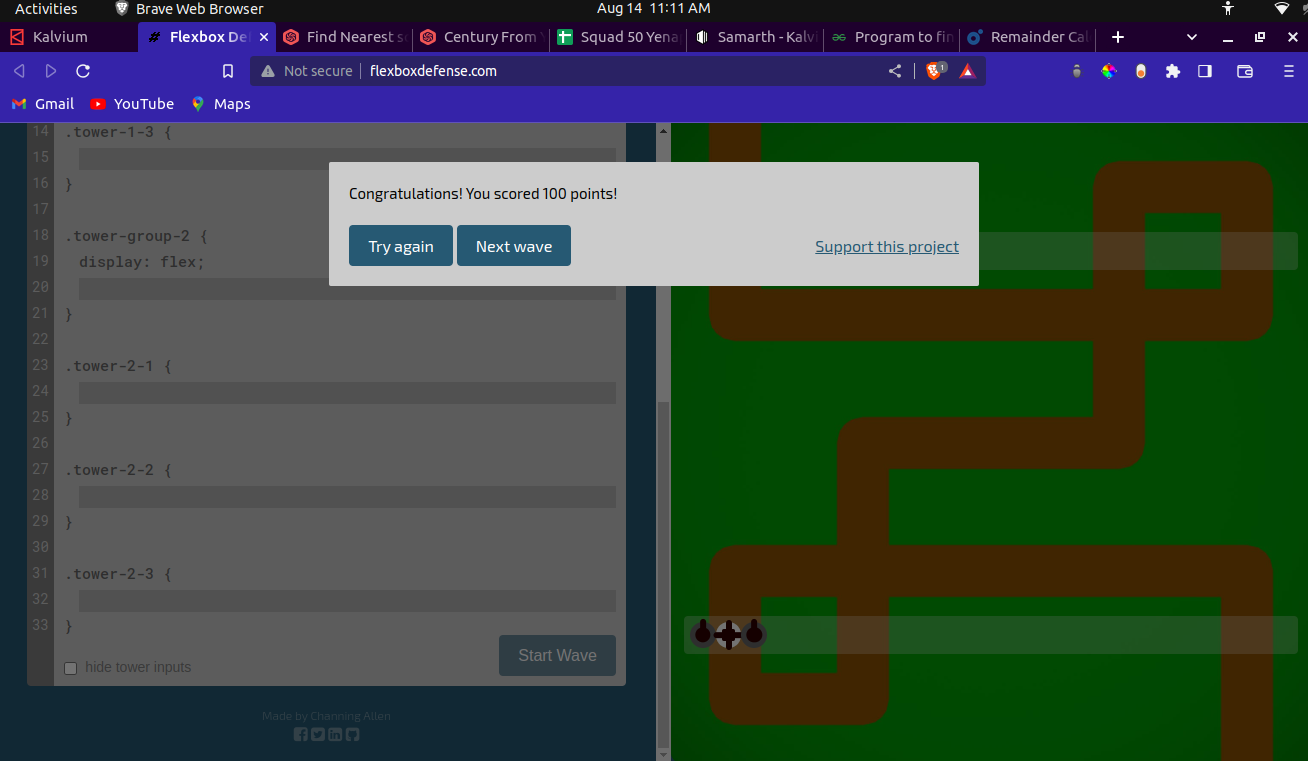 Activities Brave Web Browser Aug 14 11:11 AM
Kalvium Flexbox De Find Nearest s Century From Squad 50 Yena Samarth - Kalv Program to fin Remainder Cal
Not secure flexboxdefense.com 1
Gmail YouTube Maps
14 .tower-1-3 {
15
16 }
17
18 .tower-group-2 {
19 display: flex;
20
21 }
22
23 .tower-2-1 {
24
25 }
26
27 .tower-2-2 {
28
29 }
30
31 .tower-2-3 {
32
33 }
hide tower inputs Start Wave
Made by Channing Allen
Congratulations! You scored 100 points!
Try again Next wave Support this project